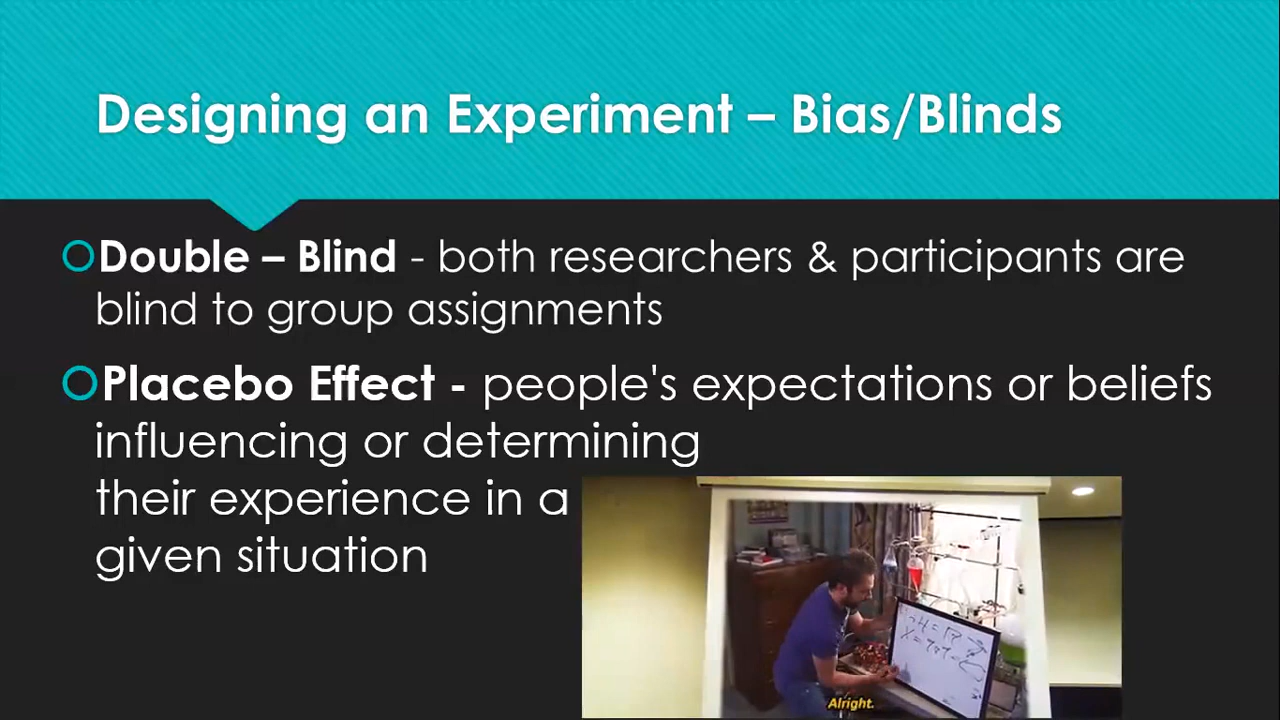 Designing an Experiment – Bias/Blinds
Double – Blind - both researchers & participants are
blind to group assignments
Placebo Effect - people's expectations or beliefs
influencing or determining
their experience in a
given situation
Alright.